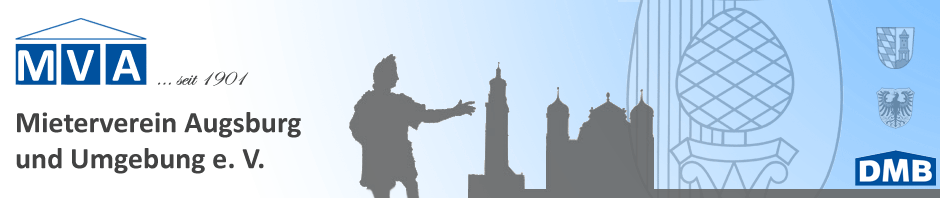 MVA
... seit 1901
Mieterverein Augsburg
und Umgebung e. V.
DMB